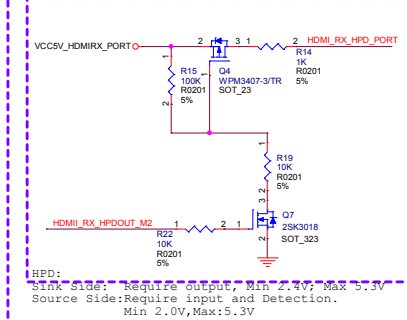 VCC5V_HDMIRX_PORT
2
3
1
2
HDMI_RX_HPD_PORT
1
R15
100K
R0201
5%
2
1
Q4
WPM3407-3/TR
SOT_23
R14
1K
R0201
5%
1
R19
10K
R0201
5%
2
3
HDMII_RX_HPDOUT_M2
1
2
1
R22
10K
R0201
5%
Q7
2SK3018
2
SOT_323
HPD:
Sink Side: Require output, Min 2.4V; Max 5.3V
Source Side:Require input and Detection.
Min 2.0V,Max:5.3V